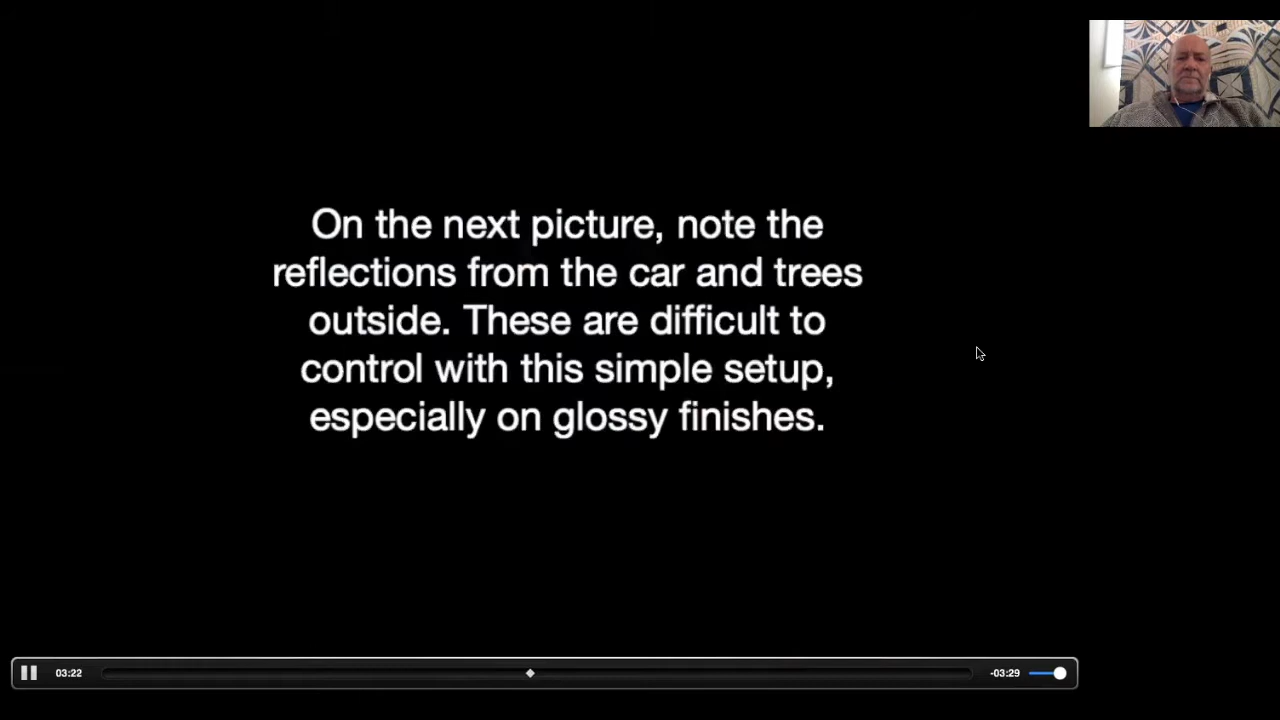 On the next picture, note the
reflections from the car and trees
outside. These are difficult to
control with this simple setup,
especially on glossy finishes.
03:22
-03:29